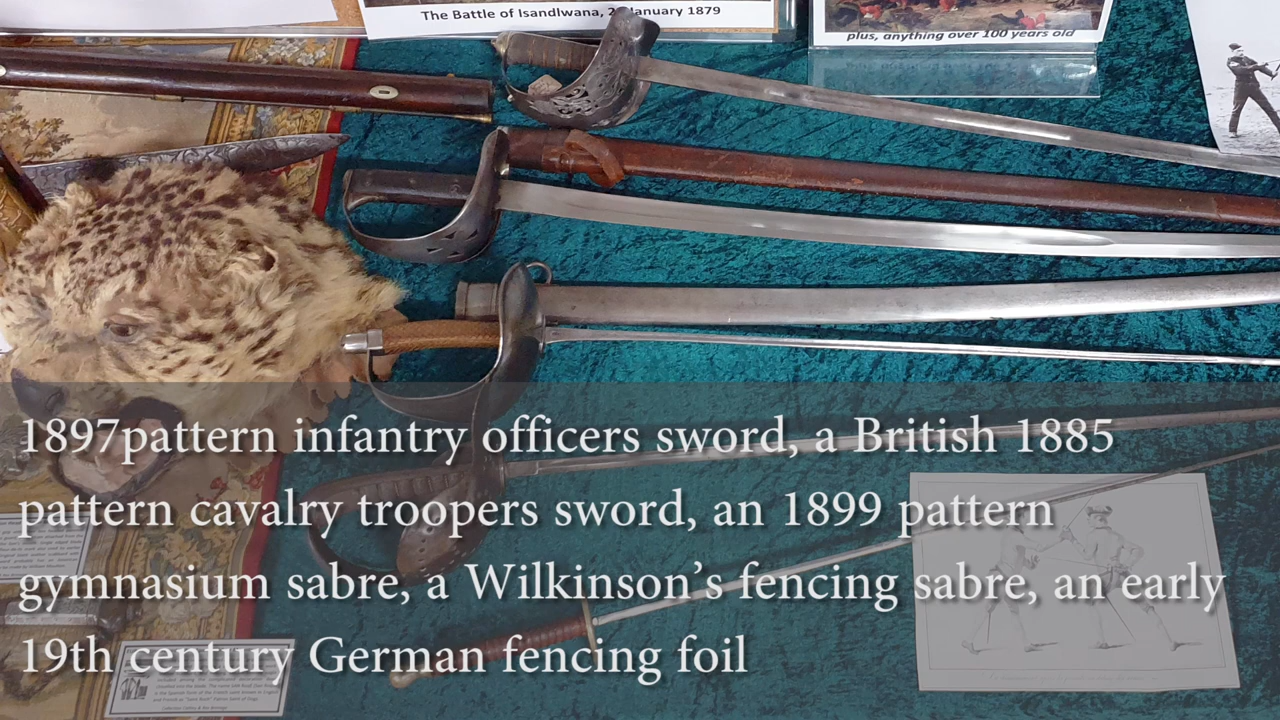 The Battle of Isandlwana, 2 January 1879
plus, anything over 100 years old
1897pattern infantry officers sword, a British 1885
pattern cavalry troopers sword, an 1899 pattern
gymnasium sabre, a Wilkinson's fencing sabre, an early
19th century German fencing foil